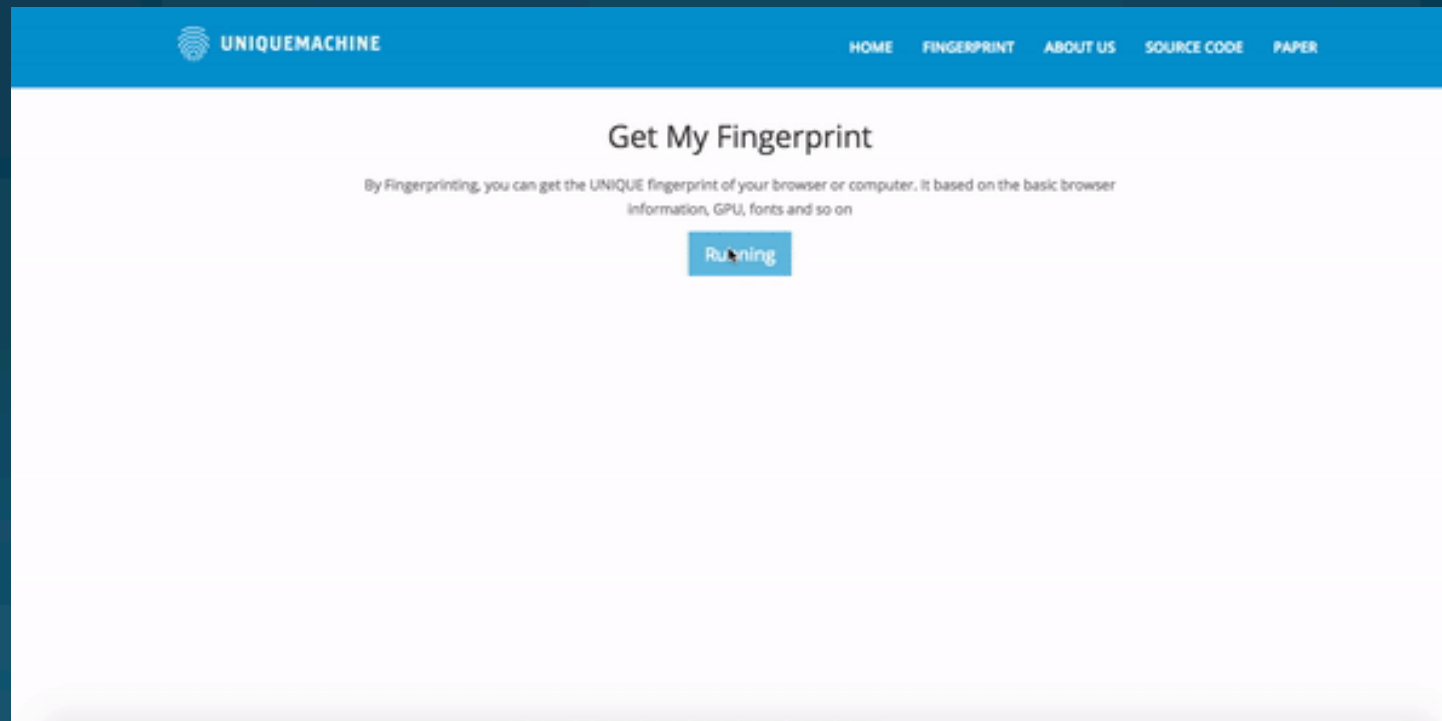 UNIQUEMACHINE
HOME FINGERPRINT ABOUT US SOURCE CODE PAPER
Get My Fingerprint
By Fingerprinting, you can get the UNIQUE fingerprint of your browser or computer. It based on the basic browser
information, GPU, fonts and so on
Running